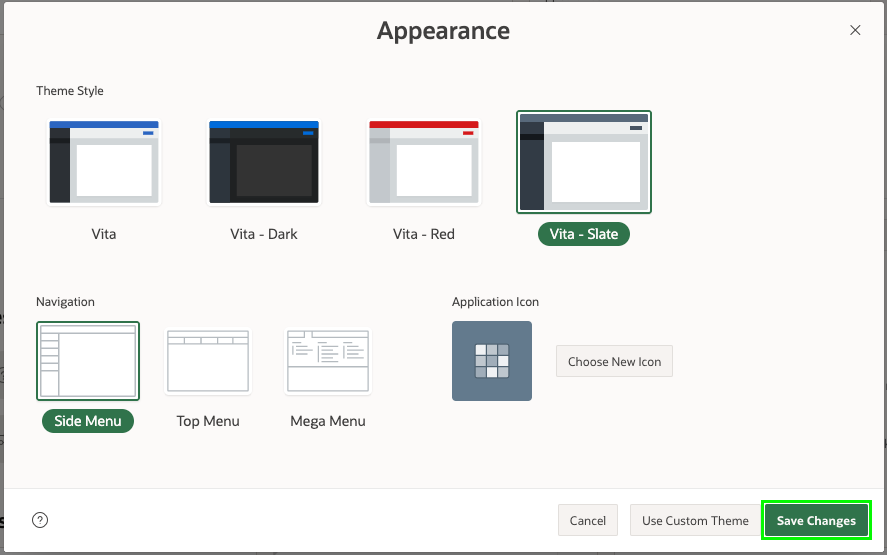 Appearance
Theme Style
Vita
Vita - Dark
Vita - Red
Vita - Slate
Navigation
Application Icon
Choose New Icon
Side Menu
Top Menu
Mega Menu
Cancel
Use Custom Theme
Save Changes